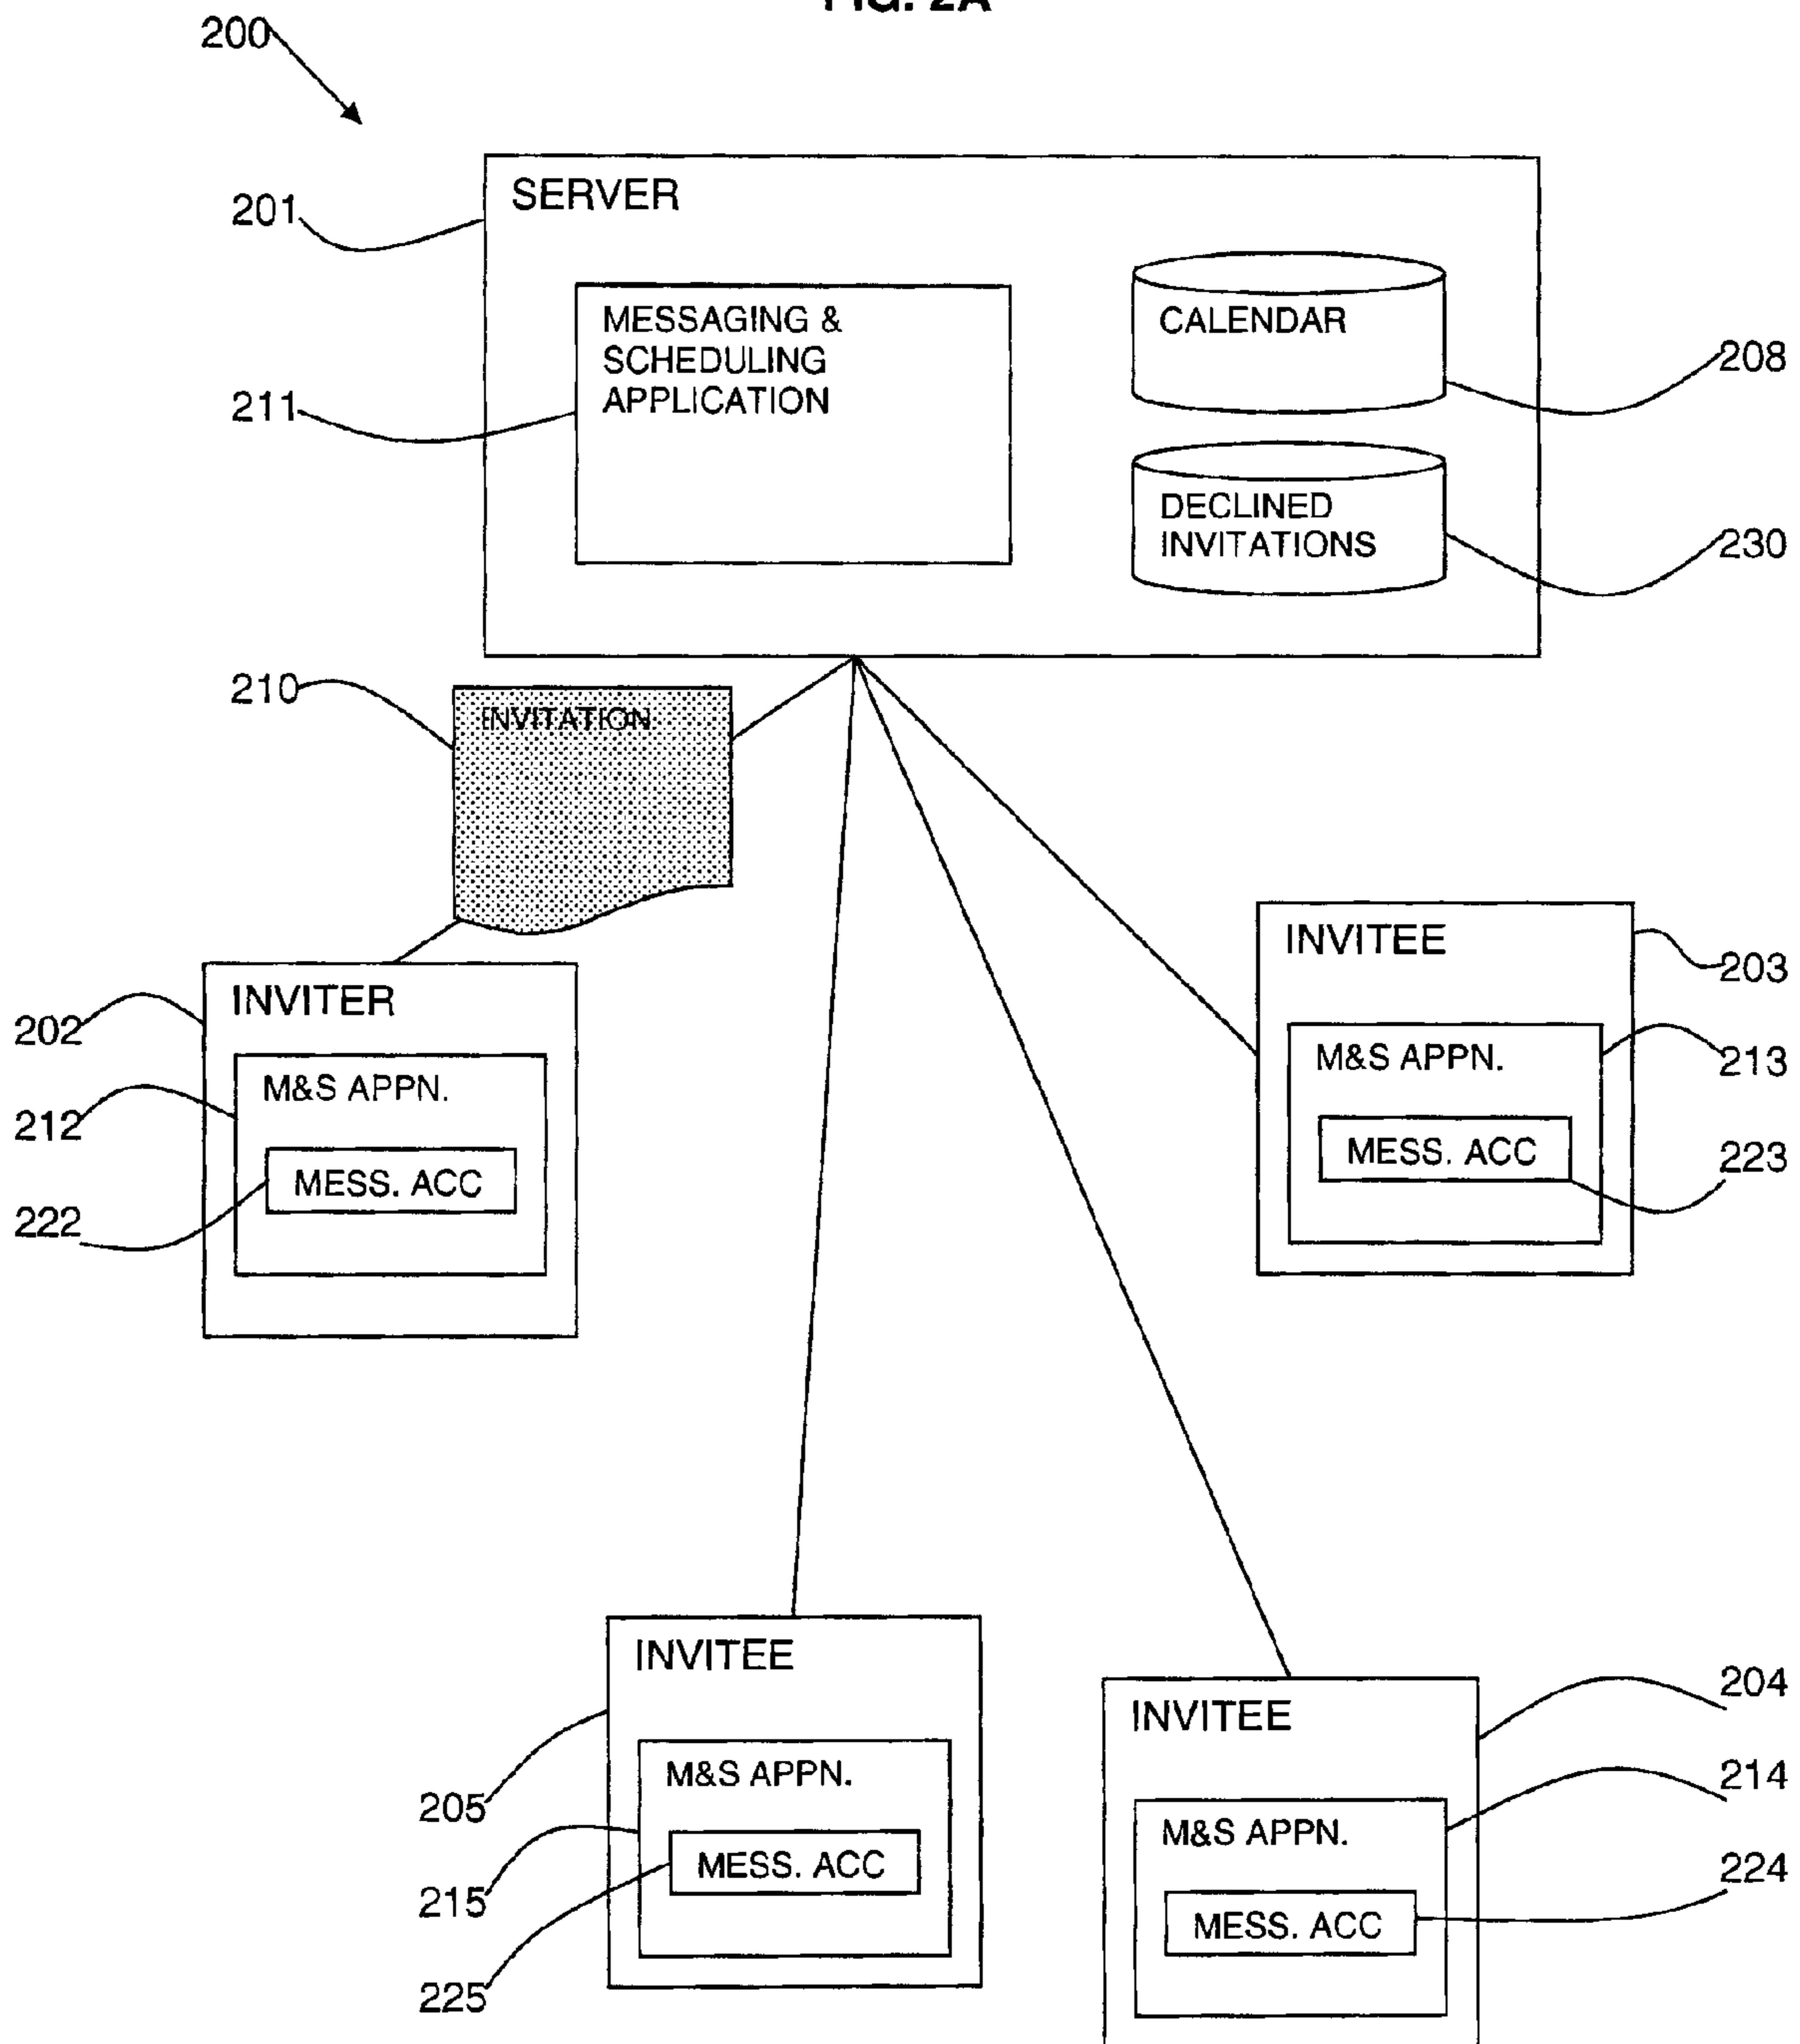 FIG. 2A
200
SERVER
201
MESSAGING &
SCHEDULING
APPLICATION
211
CALENDAR
208
DECLINED
INVITATIONS
230
210
INVITATION
INVITER
202
M&S APPN.
212
MESS. ACC
222
INVITEE
203
M&S APPN.
213
MESS. ACC
223
INVITEE
205
M&S APPN.
215
MESS. ACC
225
INVITEE
204
M&S APPN.
214
MESS. ACC
224